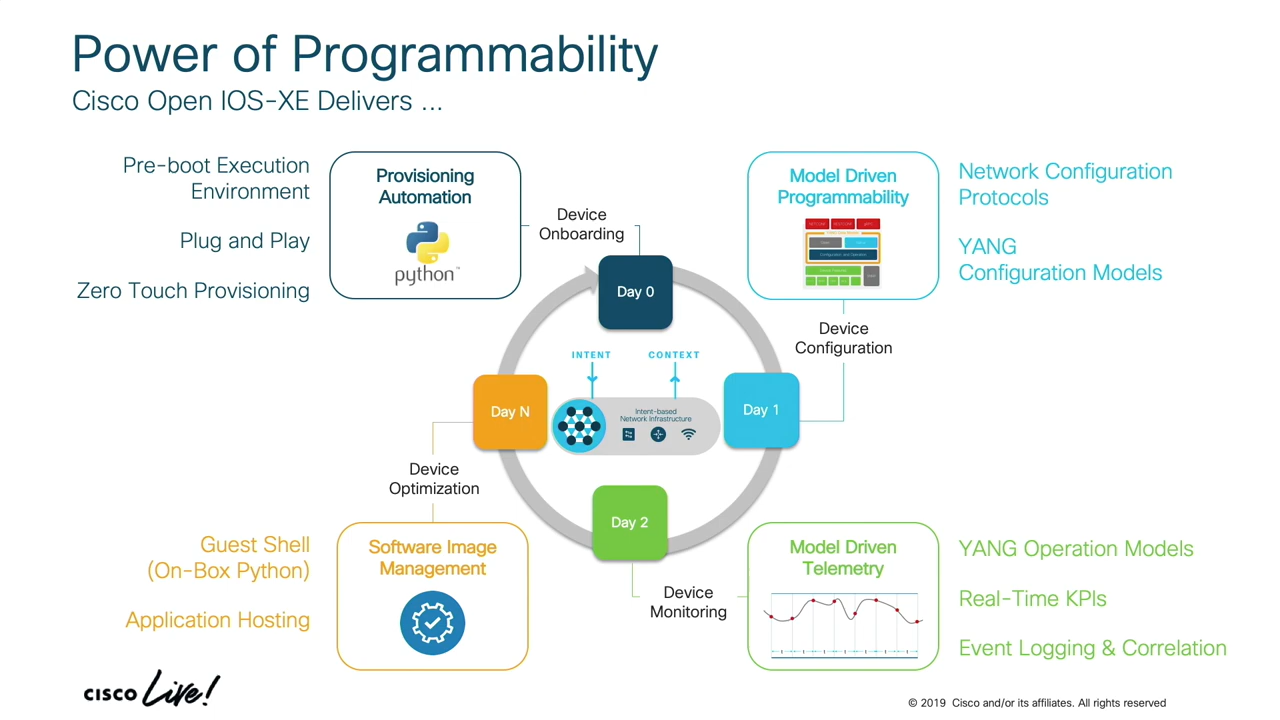 Power of Programmability
Cisco Open IOS-XE Delivers ...
Pre-boot Execution
Environment
Plug and Play
Zero Touch Provisioning
Provisioning
Automation
python™
Device
Onboarding
Model Driven
Programmability
Network Configuration
Protocols
YANG
Configuration Models
Device
Configuration
Day 0
INTENT
CONTEXT
Day N
Intent-based
Network Infrastructure
Day 1
Day 2
Device
Optimization
Guest Shell
(On-Box Python)
Application Hosting
Software Image
Management
Device
Monitoring
Model Driven
Telemetry
YANG Operation Models
Real-Time KPIs
Event Logging & Correlation
CISCO Live!
© 2019 Cisco and/or its affiliates. All rights reserved